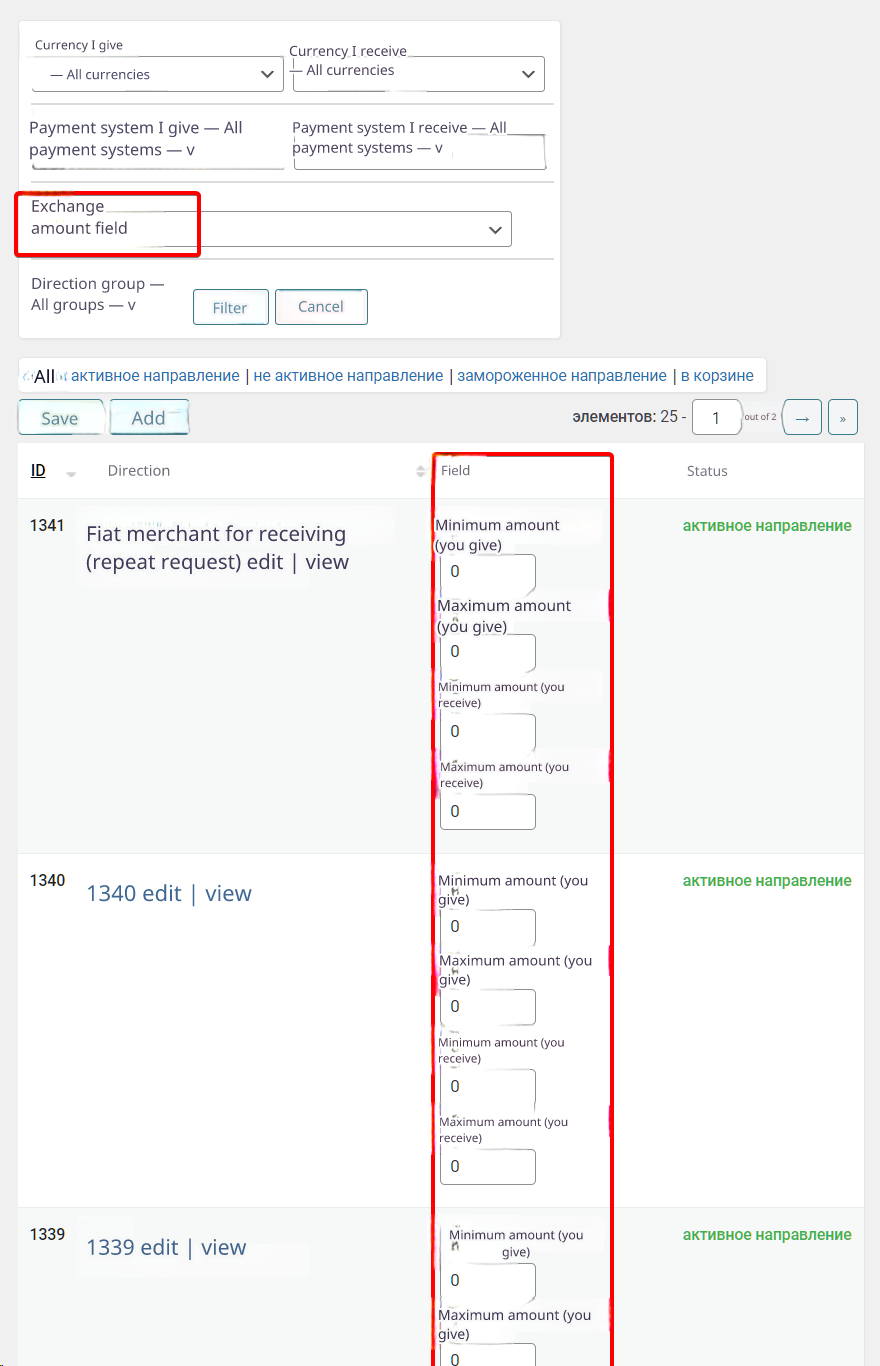 Currency I give
— All currencies
Currency I receive
— All currencies
Payment system I give — All
payment systems — v
Payment system I receive — All
payment systems — v
Exchange
amount field
Direction group —
All groups — v
Filter
Cancel
All активное направление | не активное направление | замороженное направление | в корзине
Save
Add
элементов: 25 -
1
out of 2
→
»
ID
Direction
Field
Status
1341
Fiat merchant for receiving
(repeat request) edit | view
Minimum amount
(you give)
0
Maximum amount
(you give)
0
Minimum amount (you
receive)
0
Maximum amount (you
receive)
0
активное направление
1340
1340 edit | view
Minimum amount (you
give)
0
Maximum amount (you
give)
0
Minimum amount (you
receive)
0
Maximum amount (you
receive)
0
активное направление
1339
1339 edit | view
Minimum amount (you
give)
0
Maximum amount (you
give)
0
активное направление